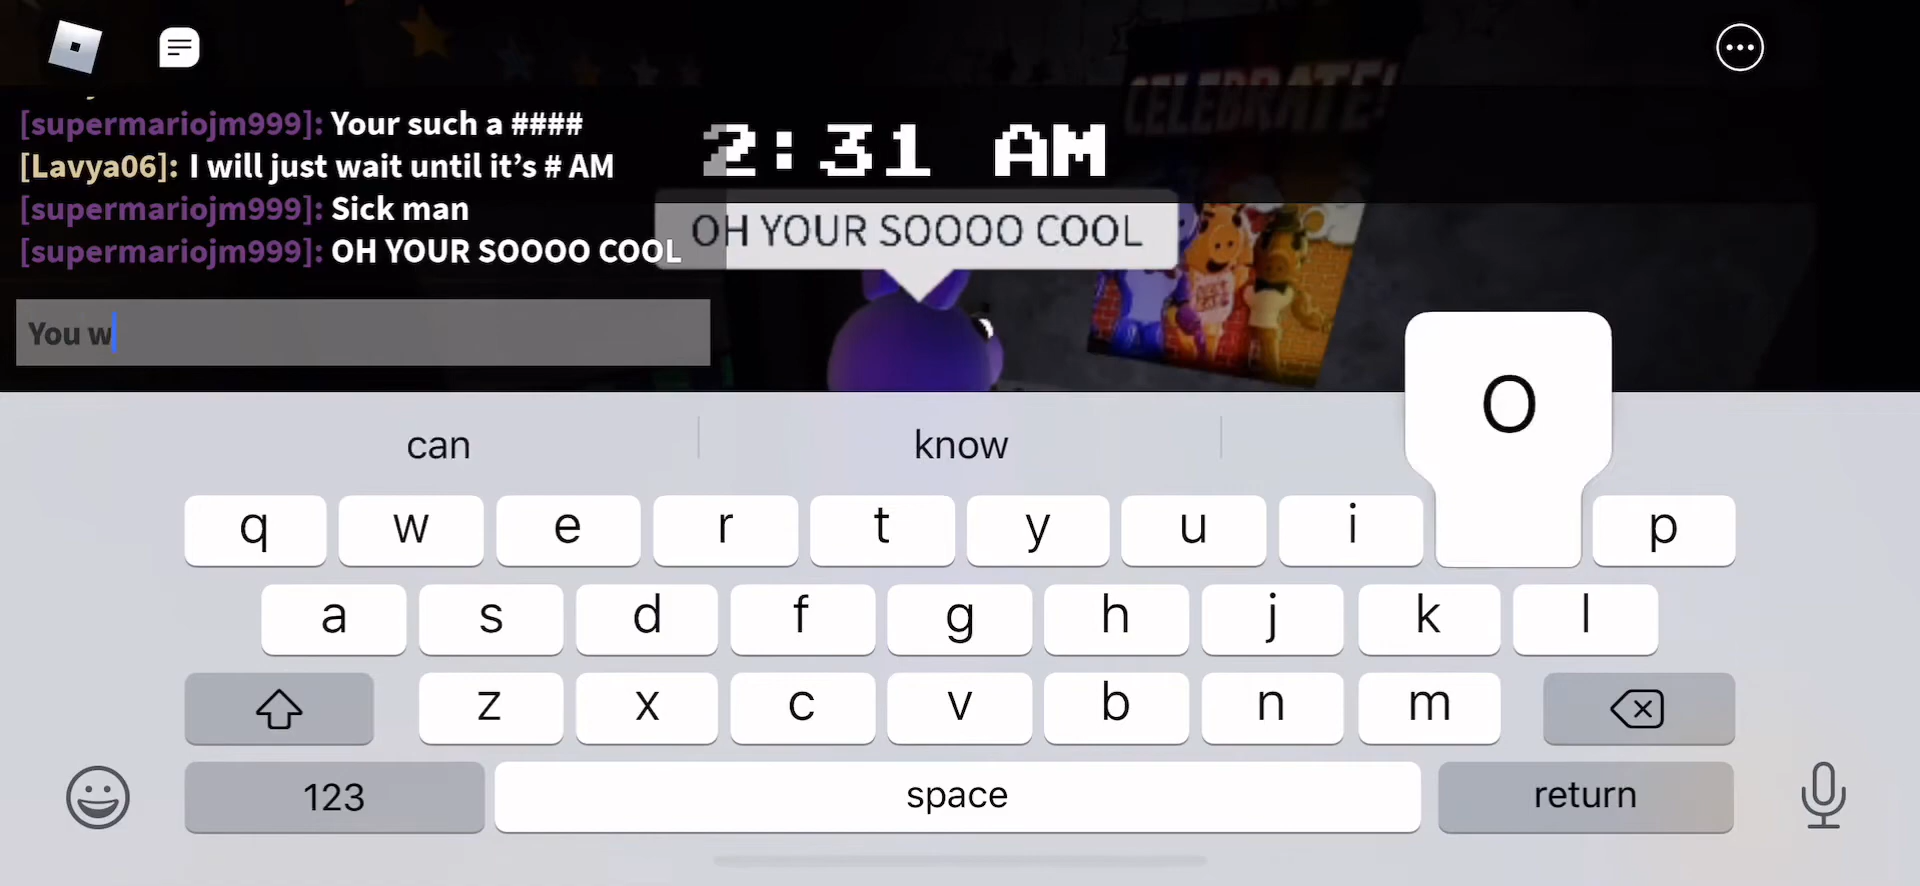 CELEBRATE!
[supermariojm999]: Your such a ####
2:31 AM
[Lavya06]: I will just wait until it’s # AM
[supermariojm999]: Sick man
OH YOUR SOOOO COOL
[supermariojm999]: OH YOUR SOOOO COOL
You w
O
can know
q w e r t y u i p
a s d f g h j k l
z x c v b n m
123 space return